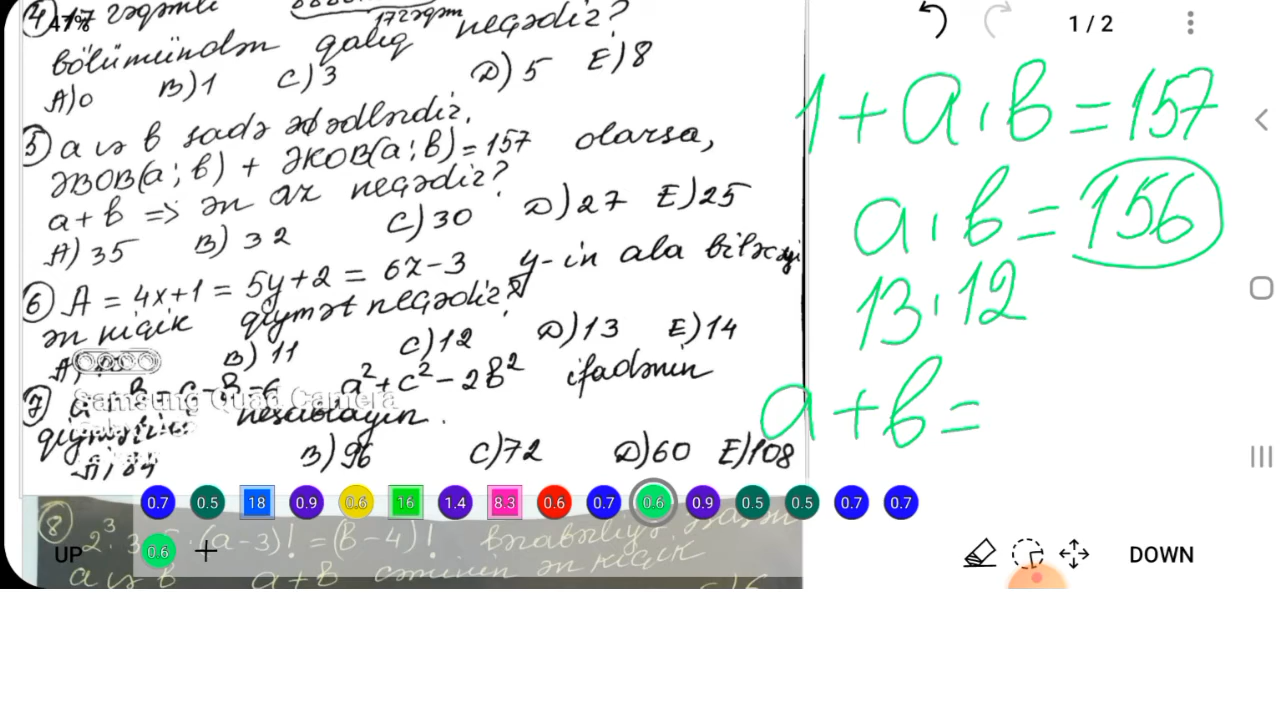 ④ 17 rəqəmli
17 rəqəm
47%
bölümündən qalıq neçədir?
A) 0 B) 1 C) 3 D) 5 E) 8
⑤ a və b sadə ədədlərdir.
ƏBOB(a; b) + ƏKOB(a; b) = 157 olarsa,
a+b => ən az neçədir?
A) 35 B) 32 C) 30 D) 27 E) 25
⑥ A = 4x+1 = 5y+2 = 6z-3 y-in ala biləcəyi
ən kiçik qiymət neçədir?
B) 11 C) 12 D) 13 E) 14
⑦ a²+c²-2b² ifadənin
hesablayın.
B) 96 C) 72 D) 60 E) 108
Samsung Quad Camera
⑧ (a-3)! = (b-4)!
a və b a+b cəminin ən kiçik
1 / 2
1 + a · b = 157
a · b = 156
13 · 12
a + b =
0.7 0.5 18 0.9 0.6 16 1.4 8.3 0.6 0.7 0.6 0.9 0.5 0.5 0.7 0.7
UP 0.6 + DOWN